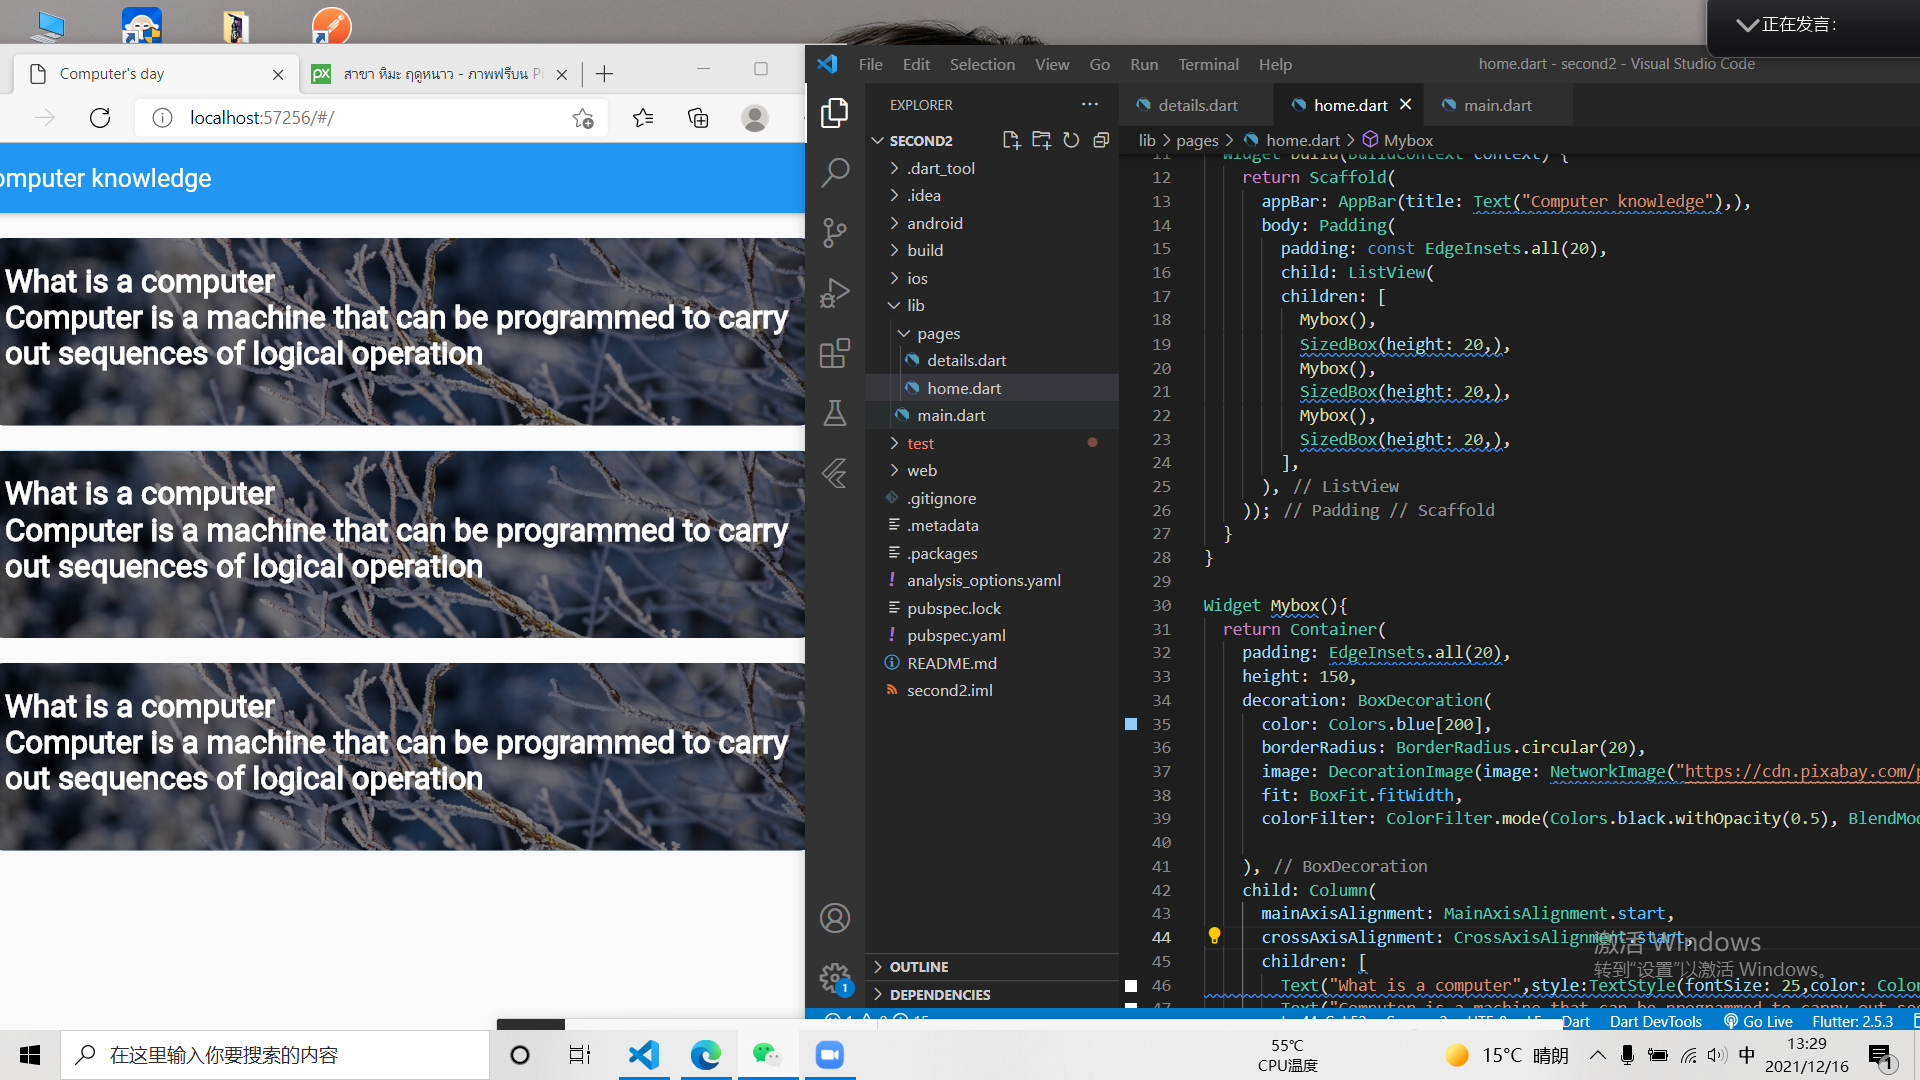 正在发言:
Computer's day
สาขา หิมะ ฤดูหนาว - ภาพฟรีบน P
localhost:57256/#/
omputer knowledge
What is a computer
Computer is a machine that can be programmed to carry
out sequences of logical operation
What is a computer
Computer is a machine that can be programmed to carry
out sequences of logical operation
What is a computer
Computer is a machine that can be programmed to carry
out sequences of logical operation
File Edit Selection View Go Run Terminal Help
home.dart - second2 - Visual Studio Code
EXPLORER
SECOND2
.dart_tool
.idea
android
build
ios
lib
pages
details.dart
home.dart
main.dart
test
web
.gitignore
.metadata
.packages
analysis_options.yaml
pubspec.lock
pubspec.yaml
README.md
second2.iml
OUTLINE
DEPENDENCIES
details.dart home.dart main.dart
lib > pages > home.dart > Mybox
11 Widget build(BuildContext context) {
12 return Scaffold(
13 appBar: AppBar(title: Text("Computer knowledge"),),
14 body: Padding(
15 padding: const EdgeInsets.all(20),
16 child: ListView(
17 children: [
18 Mybox(),
19 SizedBox(height: 20,),
20 Mybox(),
21 SizedBox(height: 20,),
22 Mybox(),
23 SizedBox(height: 20,),
24 ],
25 ), // ListView
26 )); // Padding // Scaffold
27 }
28 }
29
30 Widget Mybox(){
31 return Container(
32 padding: EdgeInsets.all(20),
33 height: 150,
34 decoration: BoxDecoration(
35 color: Colors.blue[200],
36 borderRadius: BorderRadius.circular(20),
37 image: DecorationImage(image: NetworkImage("https://cdn.pixabay.com/p
38 fit: BoxFit.fitWidth,
39 colorFilter: ColorFilter.mode(Colors.black.withOpacity(0.5), BlendMo
40
41 ), // BoxDecoration
42 child: Column(
43 mainAxisAlignment: MainAxisAlignment.start,
44 crossAxisAlignment: CrossAxisAlignment.start,
45 children: [
46 Text("What is a computer",style:TextStyle(fontSize: 25,color: Color
47 Text("Computer is a machine that can be programmed to carry out se
激活 Windows
转到"设置"以激活 Windows。
1
Dart Dart DevTools Go Live Flutter: 2.5.3
在这里输入你要搜索的内容
55℃
CPU温度
15°C 晴朗
中
13:29
2021/12/16
1